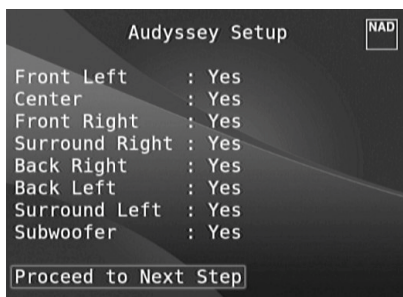 Audyssey Setup
NAD
Front Left : Yes
Center : Yes
Front Right : Yes
Surround Right : Yes
Back Right : Yes
Back Left : Yes
Surround Left : Yes
Subwoofer : Yes
Proceed to Next Step